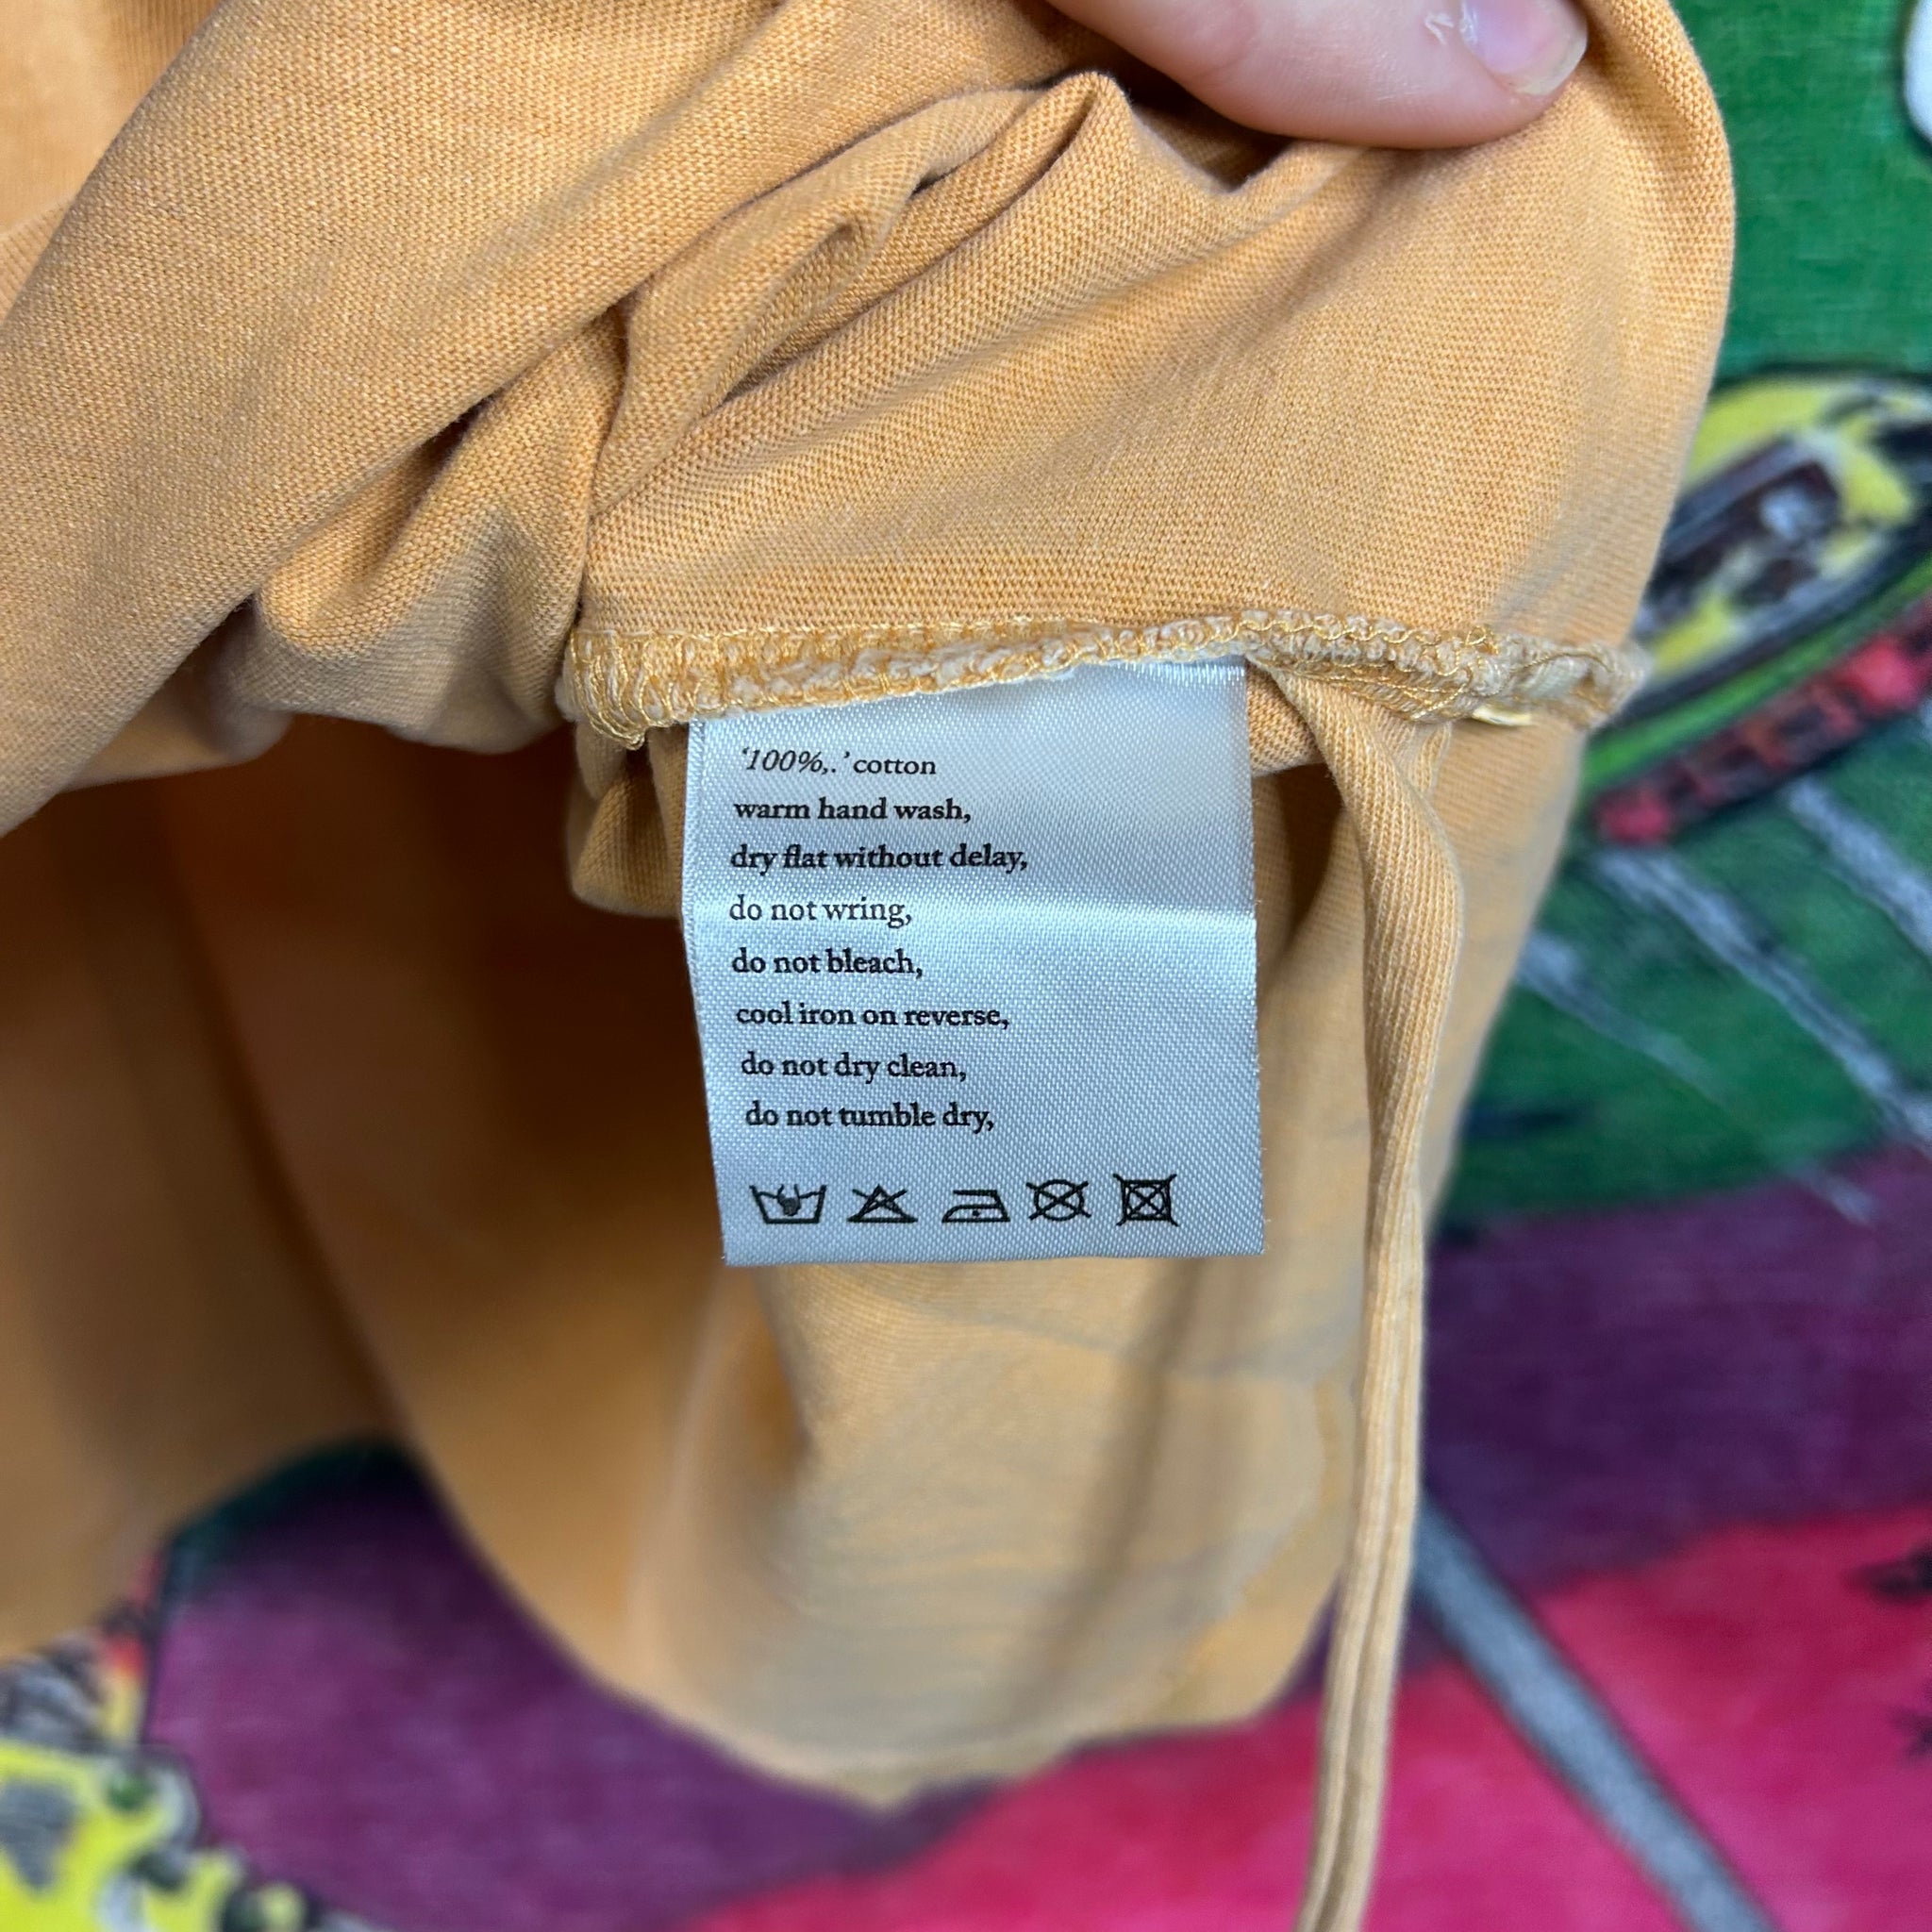 ‘100%,.’ cotton
warm hand wash,
dry flat without delay,
do not wring,
do not bleach,
cool iron on reverse,
do not dry clean,
do not tumble dry,